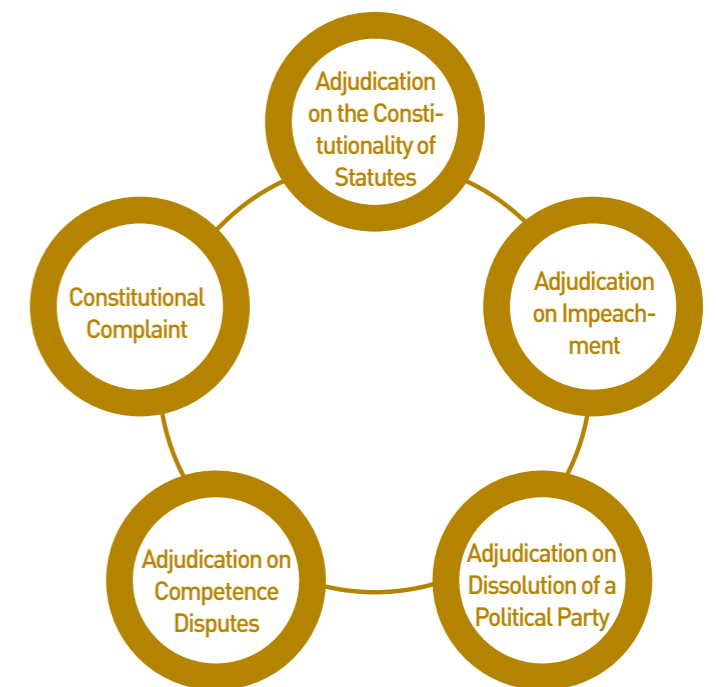 Adjudication
on the Consti-
tutionality of
Statutes
Adjudication
on Impeach-
ment
Adjudication on
Dissolution of a
Political Party
Adjudication on
Competence
Disputes
Constitutional
Complaint